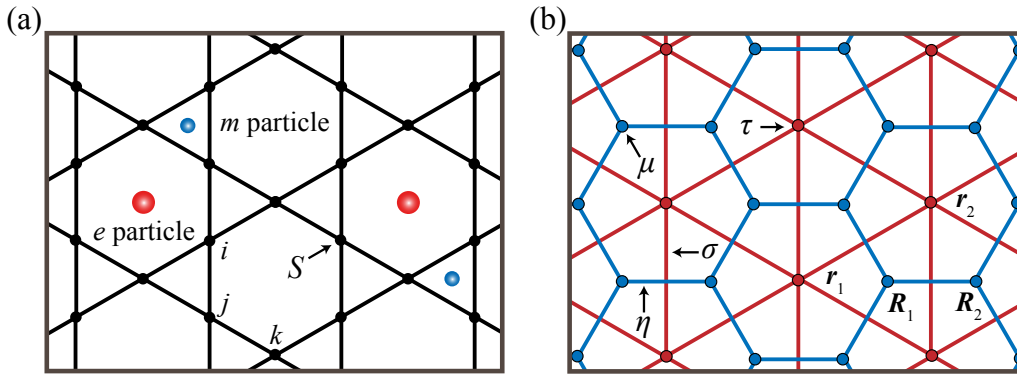 (a)
m particle
e particle
i
S
j
k
(b)
τ
μ
r₂
σ
r₁
η
R₁
R₂